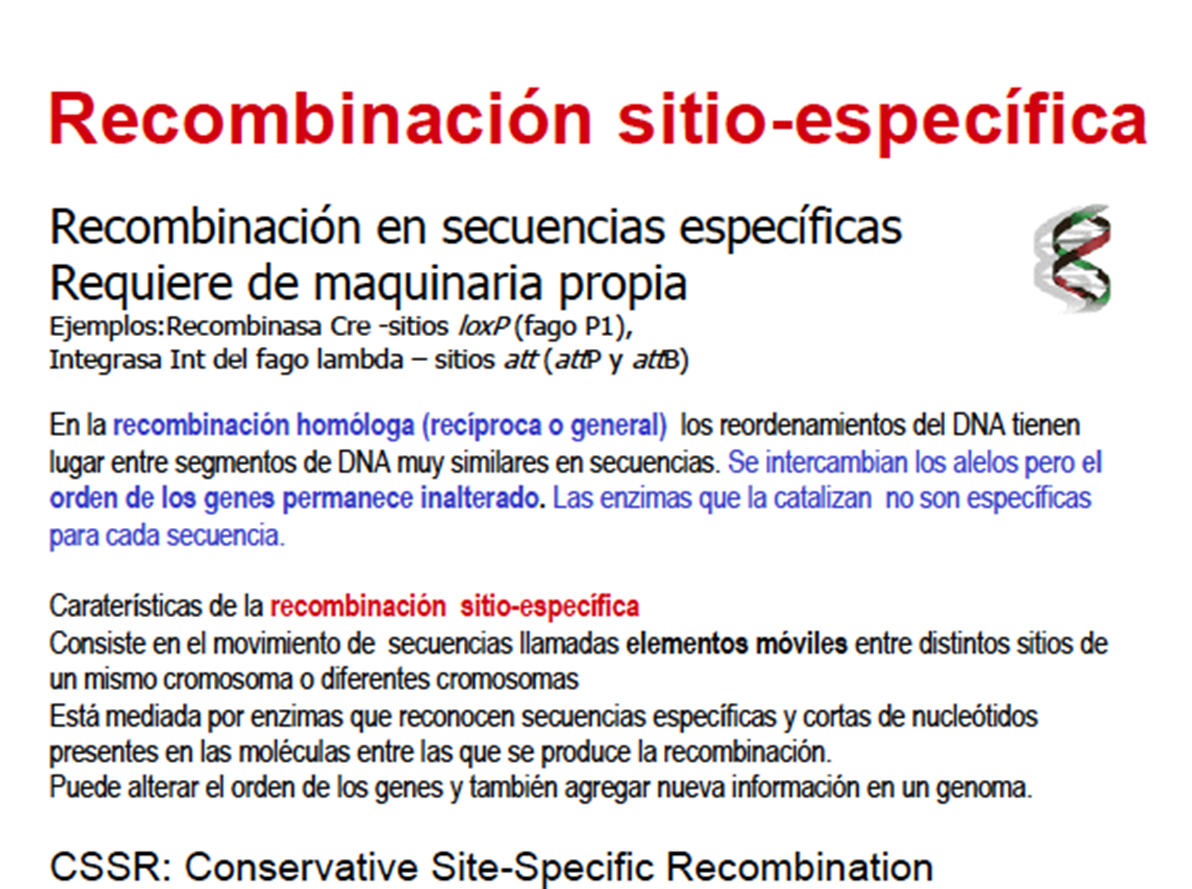 Recombinación sitio-específica
Recombinación en secuencias específicas
Requiere de maquinaria propia
Ejemplos:Recombinasa Cre -sitios loxP (fago P1),
Integrasa Int del fago lambda – sitios att (attP y attB)
En la recombinación homóloga (recíproca o general) los reordenamientos del DNA tienen
lugar entre segmentos de DNA muy similares en secuencias. Se intercambian los alelos pero el
orden de los genes permanece inalterado. Las enzimas que la catalizan no son específicas
para cada secuencia.
Caraterísticas de la recombinación sitio-específica
Consiste en el movimiento de secuencias llamadas elementos móviles entre distintos sitios de
un mismo cromosoma o diferentes cromosomas
Está mediada por enzimas que reconocen secuencias específicas y cortas de nucleótidos
presentes en las moléculas entre las que se produce la recombinación.
Puede alterar el orden de los genes y también agregar nueva información en un genoma.
CSSR: Conservative Site-Specific Recombination